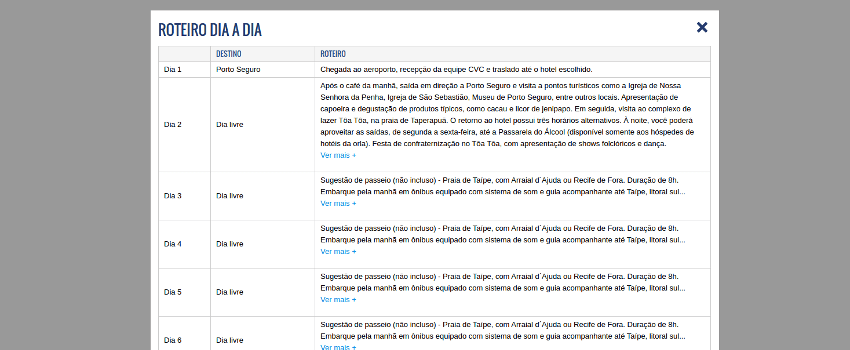 ROTEIRO DIA A DIA
DESTINO ROTEIRO
Dia 1 Porto Seguro Chegada ao aeroporto, recepção da equipe CVC e traslado até o hotel escolhido.
Após o café da manhã, saída em direção a Porto Seguro e visita a pontos turísticos como a Igreja de Nossa
Senhora da Penha, Igreja de São Sebastião, Museu de Porto Seguro, entre outros locais. Apresentação de
capoeira e degustação de produtos típicos, como cacau e licor de jenipapo. Em seguida, visita ao complexo de
lazer Tôa Tôa, na praia de Taperapuã. O retorno ao hotel possui três horários alternativos. À noite, você poderá
Dia 2 Dia livre
aproveitar as saídas, de segunda a sexta-feira, até a Passarela do Álcool (disponível somente aos hóspedes de
hotéis da orla). Festa de confraternização no Tôa Tôa, com apresentação de shows folclóricos e dança.
Ver mais +
Sugestão de passeio (não incluso) - Praia de Taípe, com Arraial d´Ajuda ou Recife de Fora. Duração de 8h.
Embarque pela manhã em ônibus equipado com sistema de som e guia acompanhante até Taípe, litoral sul...
Dia 3 Dia livre
Ver mais +
Sugestão de passeio (não incluso) - Praia de Taípe, com Arraial d´Ajuda ou Recife de Fora. Duração de 8h.
Embarque pela manhã em ônibus equipado com sistema de som e guia acompanhante até Taípe, litoral sul...
Dia 4 Dia livre
Ver mais +
Sugestão de passeio (não incluso) - Praia de Taípe, com Arraial d´Ajuda ou Recife de Fora. Duração de 8h.
Embarque pela manhã em ônibus equipado com sistema de som e guia acompanhante até Taípe, litoral sul...
Dia 5 Dia livre
Ver mais +
Sugestão de passeio (não incluso) - Praia de Taípe, com Arraial d´Ajuda ou Recife de Fora. Duração de 8h.
Embarque pela manhã em ônibus equipado com sistema de som e guia acompanhante até Taípe, litoral sul...
Dia 6 Dia livre
Ver mais +